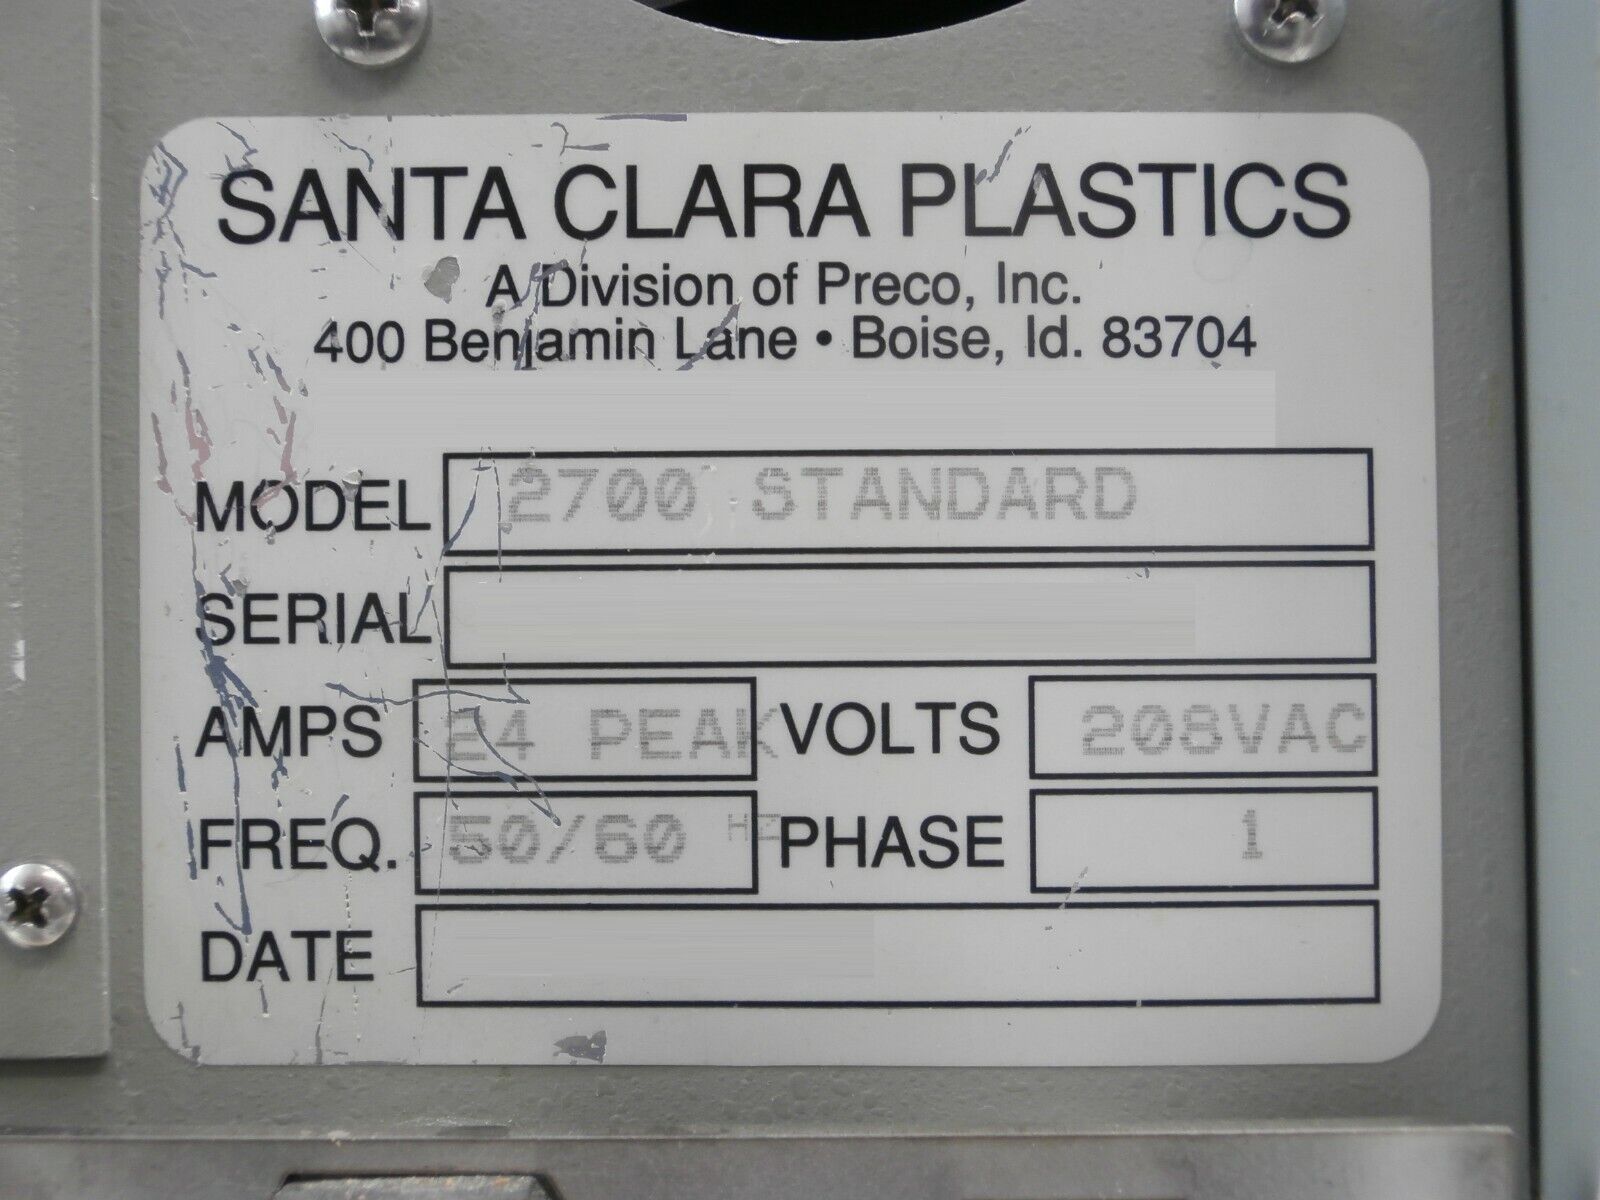 SANTA CLARA PLASTICS
A Division of Preco, Inc.
400 Benjamin Lane • Boise, Id. 83704
MODEL 2700 STANDARD
SERIAL
AMPS 24 PEAK VOLTS 208VAC
FREQ. 50/60 HZ PHASE 1
DATE